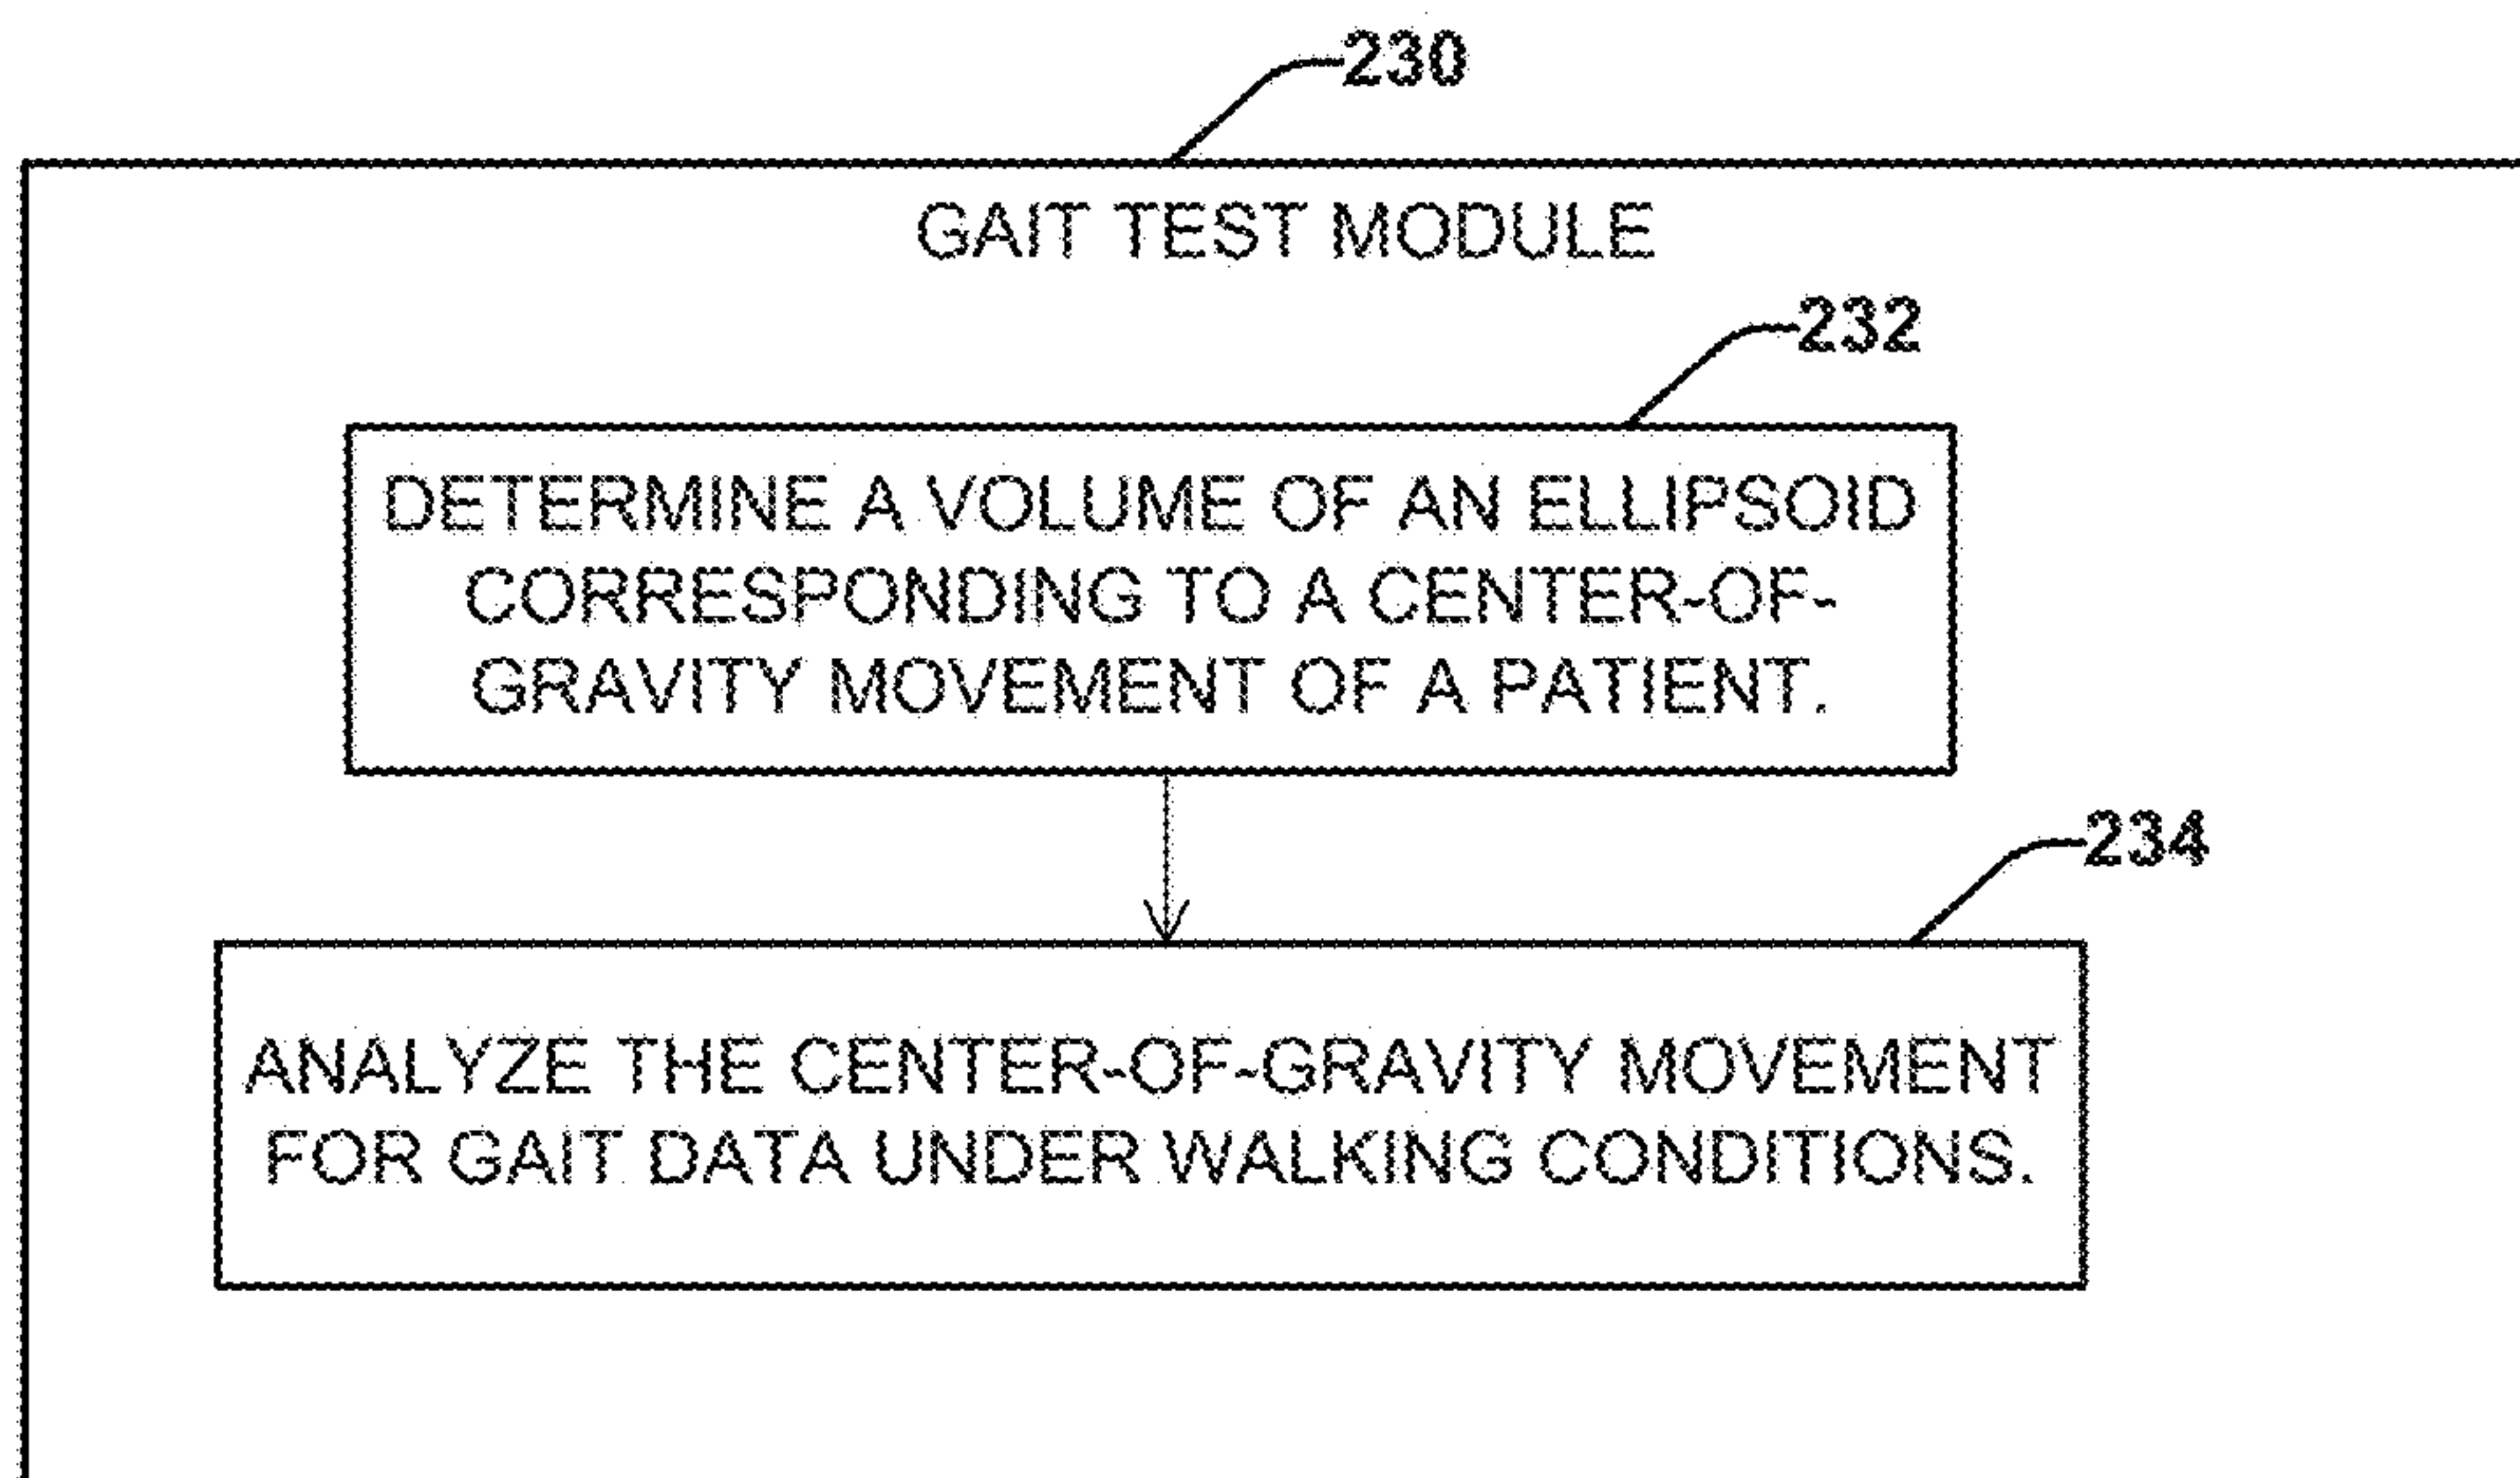 230
GAIT TEST MODULE
232
DETERMINE A VOLUME OF AN ELLIPSOID
CORRESPONDING TO A CENTER-OF-
GRAVITY MOVEMENT OF A PATIENT.
234
ANALYZE THE CENTER-OF-GRAVITY MOVEMENT
FOR GAIT DATA UNDER WALKING CONDITIONS.